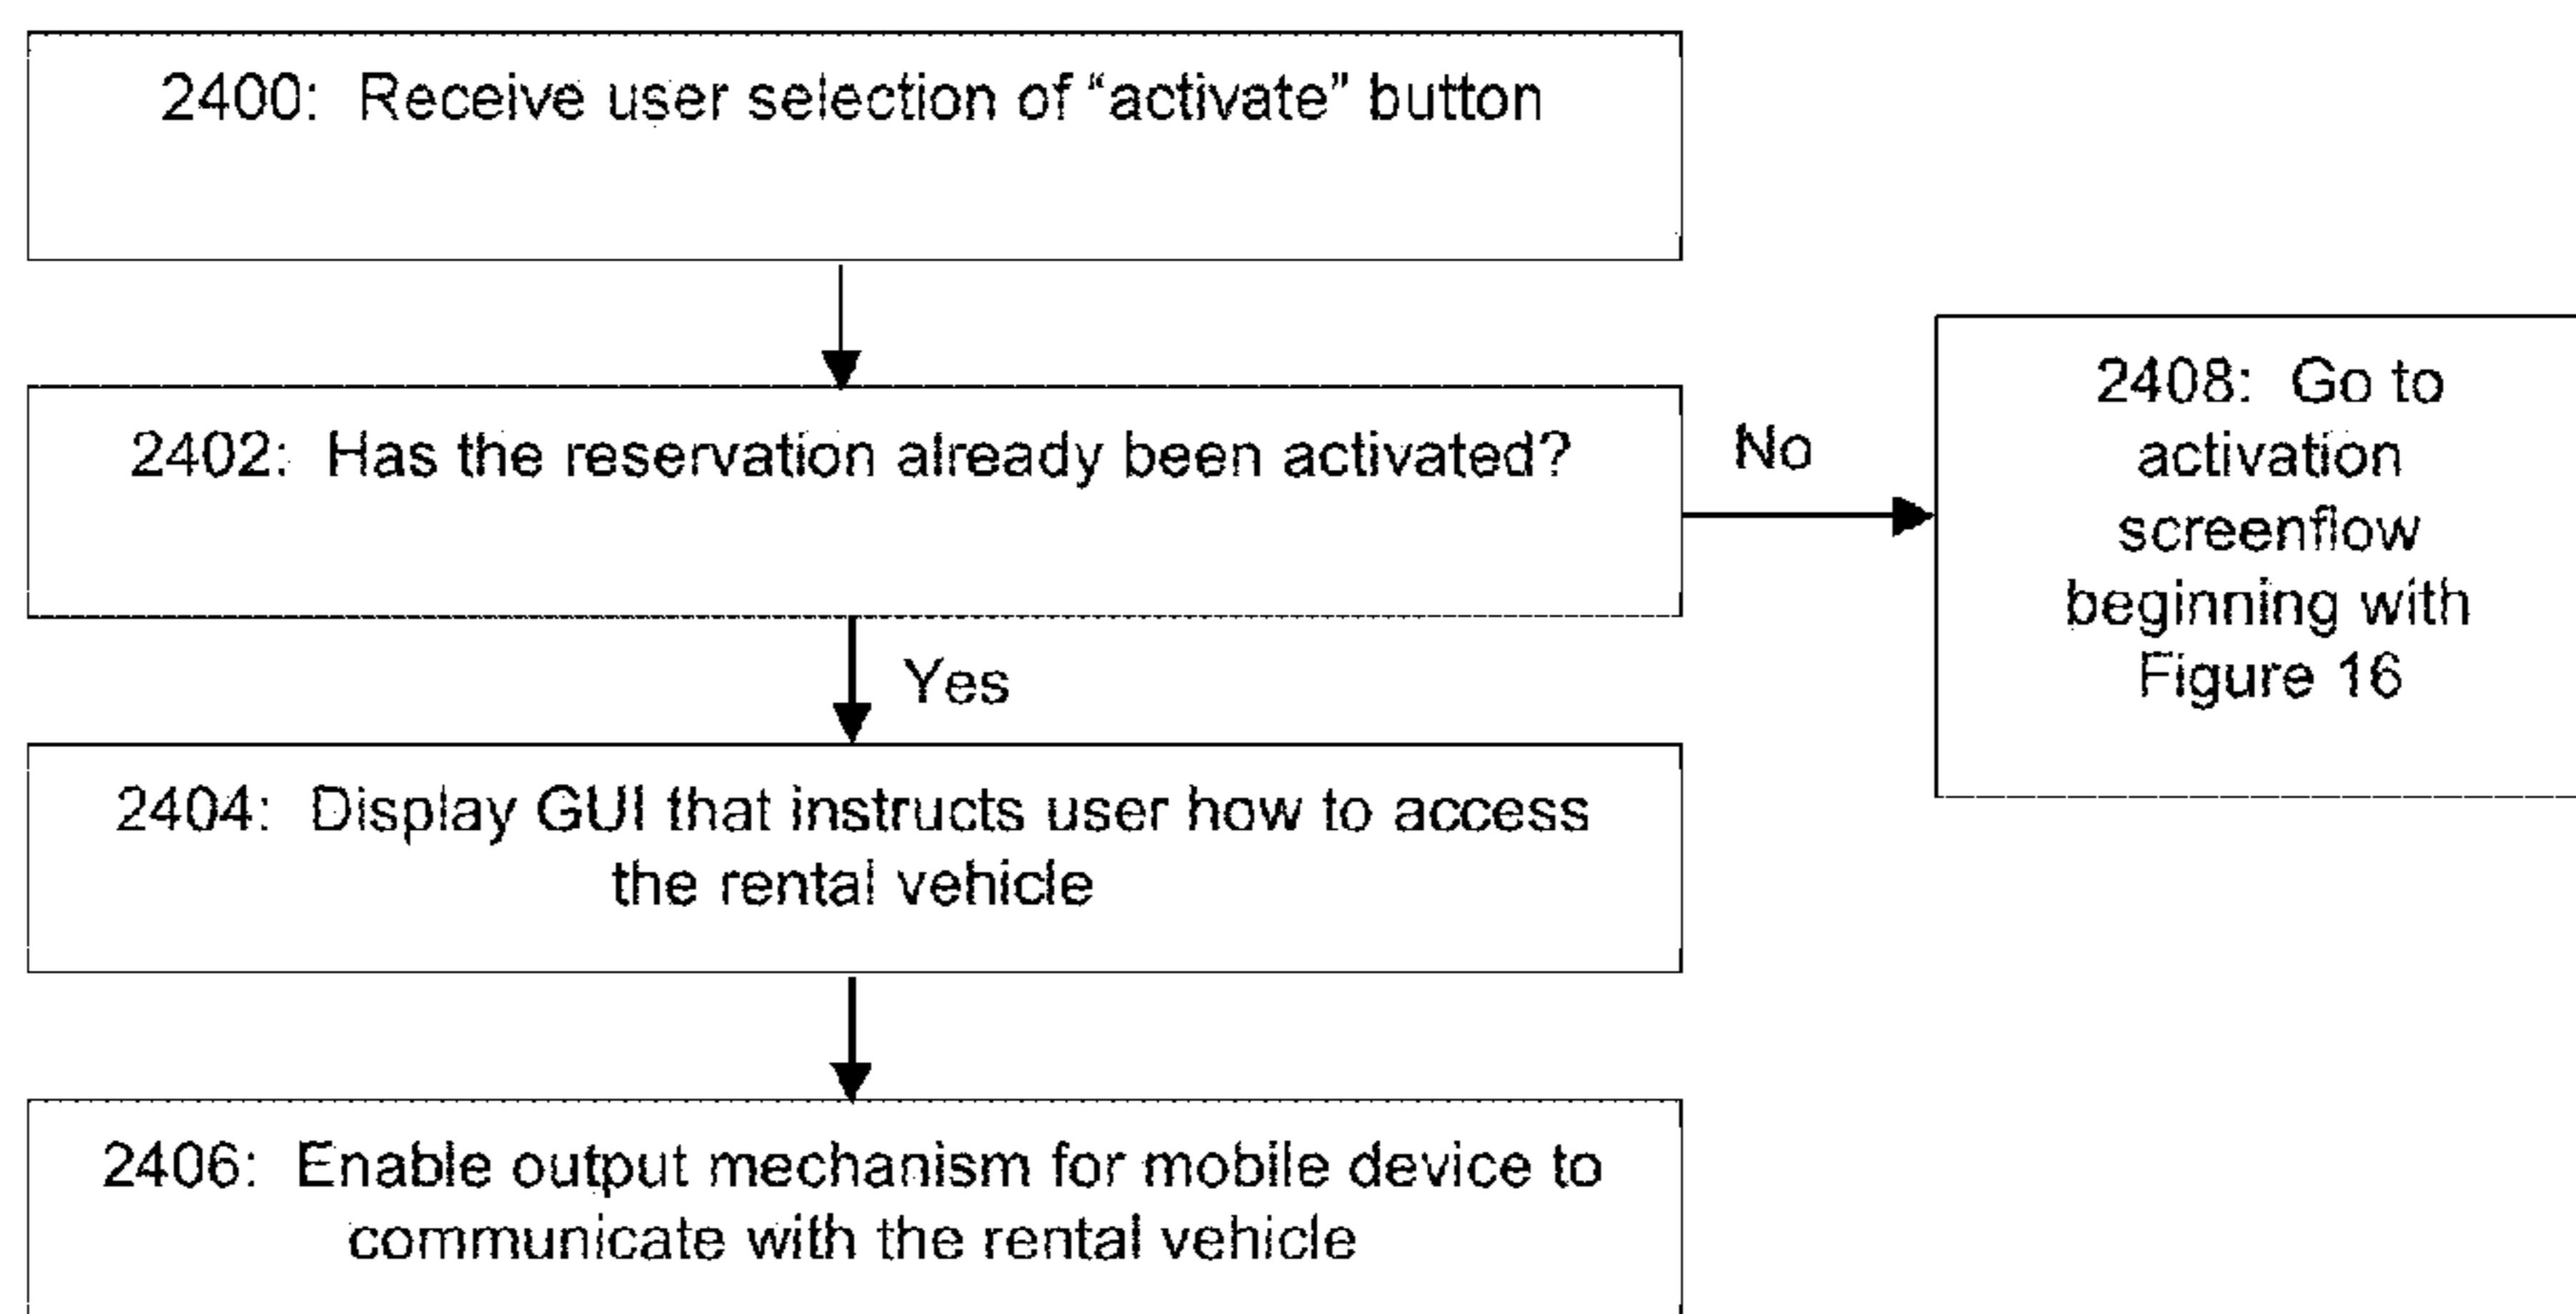 2400: Receive user selection of “activate” button
2402: Has the reservation already been activated?
No
2408: Go to
activation
screenflow
beginning with
Figure 16
Yes
2404: Display GUI that instructs user how to access
the rental vehicle
2406: Enable output mechanism for mobile device to
communicate with the rental vehicle